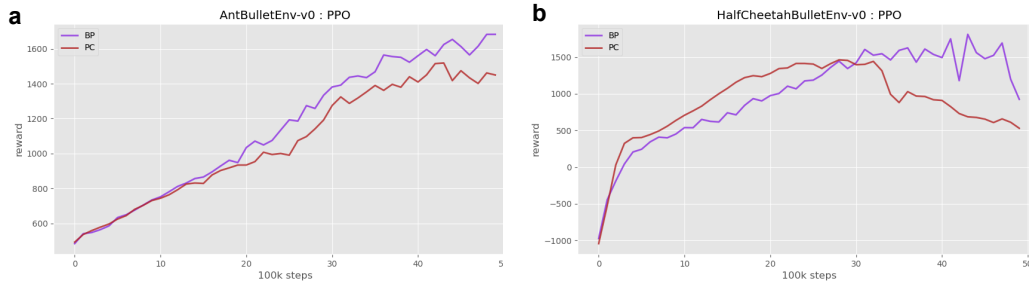 a
AntBulletEnv-v0 : PPO
BP
PC
1600
1400
1200
1000
800
600
reward
0
10
20
30
40
50
100k steps
b
HalfCheetahBulletEnv-v0 : PPO
BP
PC
1500
1000
500
0
−500
−1000
reward
0
10
20
30
40
50
100k steps